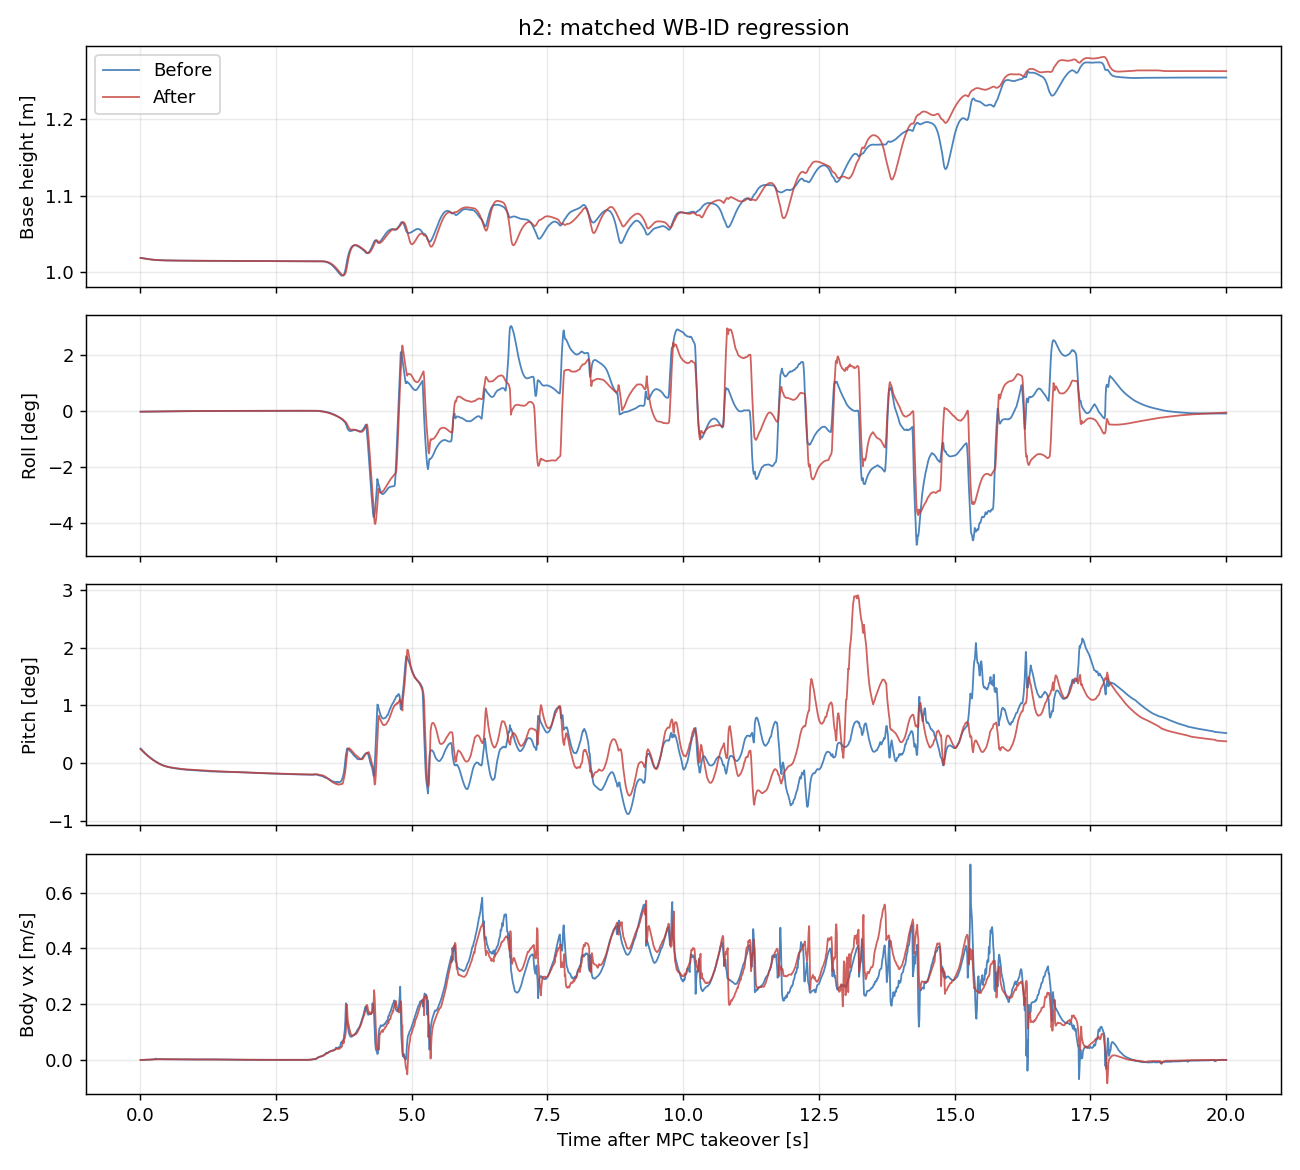 h2: matched WB-ID regression
Before
After
Base height [m]
1.2
1.1
1.0
Roll [deg]
2
0
−2
−4
Pitch [deg]
3
2
1
0
−1
Body vx [m/s]
0.6
0.4
0.2
0.0
0.0 2.5 5.0 7.5 10.0 12.5 15.0 17.5 20.0
Time after MPC takeover [s]